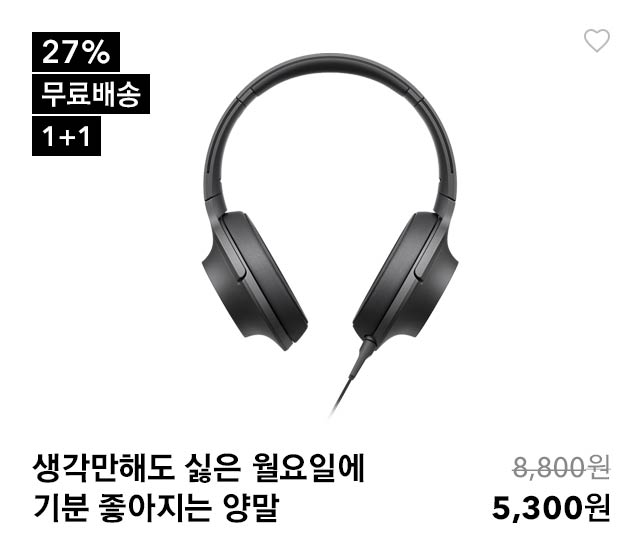 27%
무료배송
1+1
생각만해도 싫은 월요일에
기분 좋아지는 양말
8,800원
5,300원